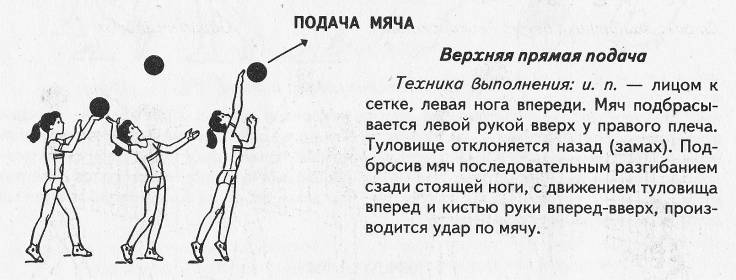 ПОДАЧА МЯЧА
Верхняя прямая подача
Техника выполнения: и. п. — лицом к
сетке, левая нога впереди. Мяч подбрасы-
вается левой рукой вверх у правого плеча.
Туловище отклоняется назад (замах). Под-
бросив мяч последовательным разгибанием
сзади стоящей ноги, с движением туловища
вперед и кистью руки вперед-вверх, произ-
водится удар по мячу.